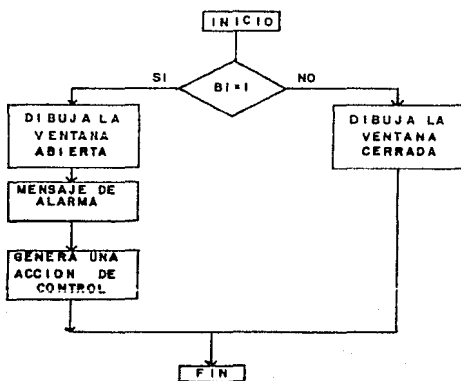 INICIO
BI=1
SI
NO
DIBUJA LA
VENTANA
ABIERTA
DIBUJA LA
VENTANA
CERRADA
MENSAJE DE
ALARMA
GENERA UNA
ACCION DE
CONTROL
FIN